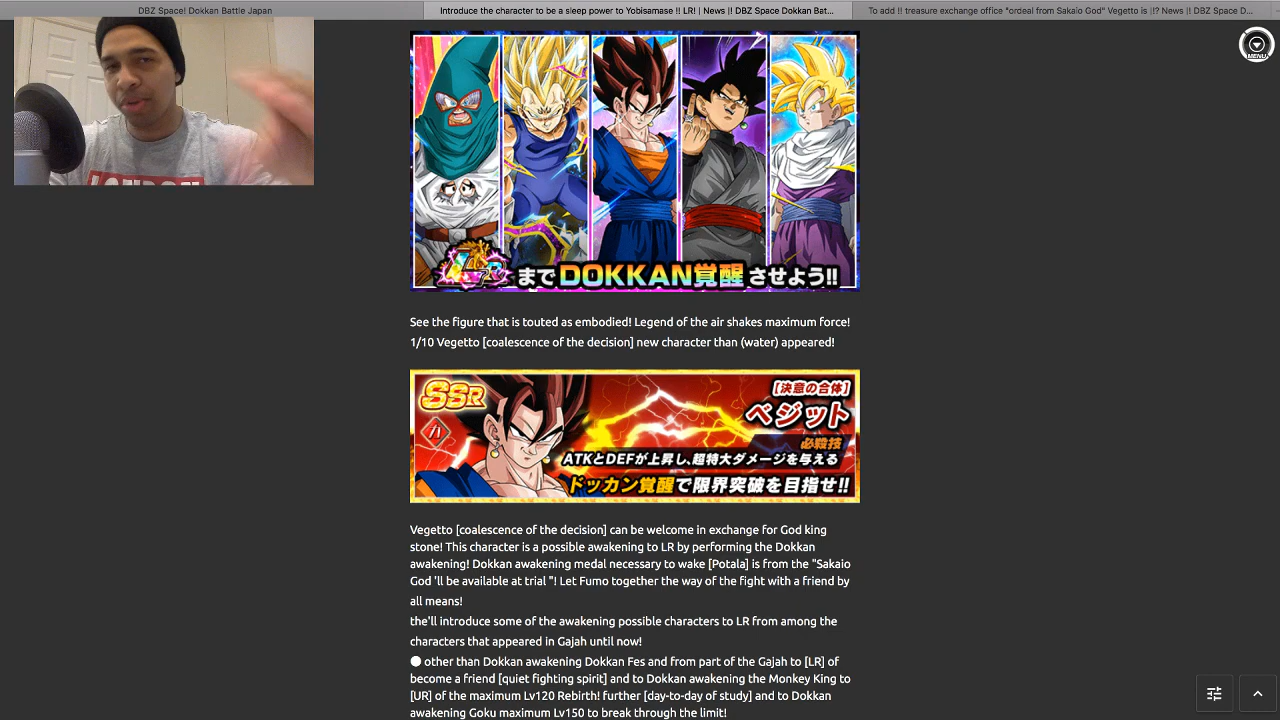 DBZ Space! Dokkan Battle Japan
Introduce the character to be a sleep power to Yobisamase !! LR! | News |! DBZ Space Dokkan Bat...
To add !! treasure exchange office "ordeal from Sakaio God" Vegetto is |!? News |! DBZ Space D...
MENU
LONDON
LR まで DOKKAN覚醒 させよう!!
See the figure that is touted as embodied! Legend of the air shakes maximum force!
1/10 Vegetto [coalescence of the decision] new character than (water) appeared!
SSR
[決意の合体]
力
ベジット
必殺技
ATKとDEFが上昇し、超特大ダメージを与える
ドッカン覚醒で限界突破を目指せ!!
Vegetto [coalescence of the decision] can be welcome in exchange for God king
stone! This character is a possible awakening to LR by performing the Dokkan
awakening! Dokkan awakening medal necessary to wake [Potala] is from the "Sakaio
God 'll be available at trial "! Let Fumo together the way of the fight with a friend by
all means!
the'll introduce some of the awakening possible characters to LR from among the
characters that appeared in Gajah until now!
● other than Dokkan awakening Dokkan Fes and from part of the Gajah to [LR] of
become a friend [quiet fighting spirit] and to Dokkan awakening the Monkey King to
[UR] of the maximum Lv120 Rebirth! further [day-to-day of study] and to Dokkan
awakening Goku maximum Lv150 to break through the limit!